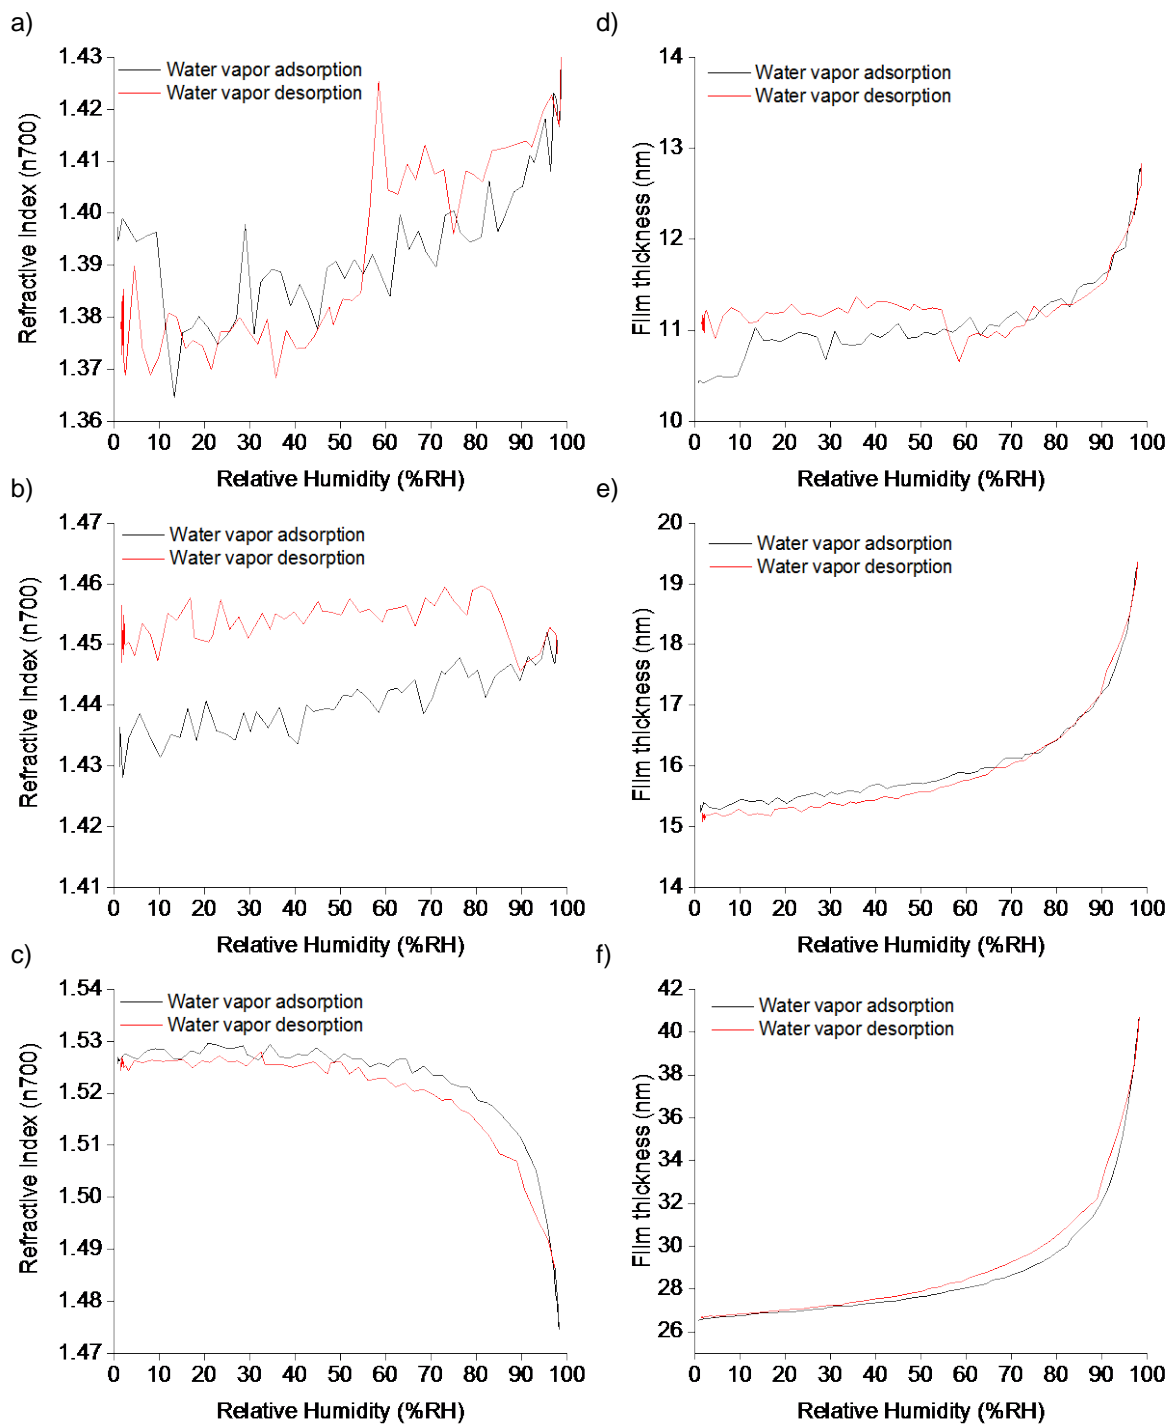 a)
1.43
1.42
1.41
1.40
1.39
1.38
1.37
1.36
Refractive Index (n700)
Water vapor adsorption
Water vapor desorption
0 10 20 30 40 50 60 70 80 90 100
Relative Humidity (%RH)
d)
14
13
12
11
10
Film thickness (nm)
Water vapor adsorption
Water vapor desorption
0 10 20 30 40 50 60 70 80 90 100
Relative Humidity (%RH)
b)
1.47
1.46
1.45
1.44
1.43
1.42
1.41
Refractive Index (n700)
Water vapor adsorption
Water vapor desorption
0 10 20 30 40 50 60 70 80 90 100
Relative Humidity (%RH)
e)
20
19
18
17
16
15
14
Film thickness (nm)
Water vapor adsorption
Water vapor desorption
0 10 20 30 40 50 60 70 80 90 100
Relative Humidity (%RH)
c)
1.54
1.53
1.52
1.51
1.50
1.49
1.48
1.47
Refractive Index (n700)
Water vapor adsorption
Water vapor desorption
0 10 20 30 40 50 60 70 80 90 100
Relative Humidity (%RH)
f)
42
40
38
36
34
32
30
28
26
Film thickness (nm)
Water vapor adsorption
Water vapor desorption
0 10 20 30 40 50 60 70 80 90 100
Relative Humidity (%RH)